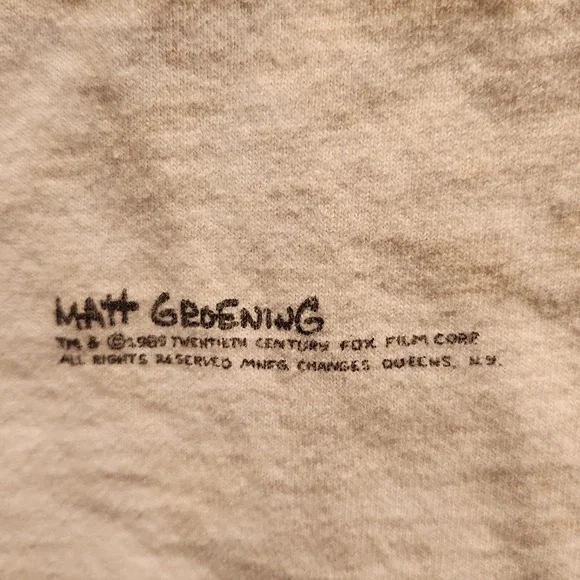 MATT GROENING
TM & ©1989 TWENTIETH CENTURY FOX FILM CORP
ALL RIGHTS RESERVED MNFG. CHANGES QUEENS, N.Y.